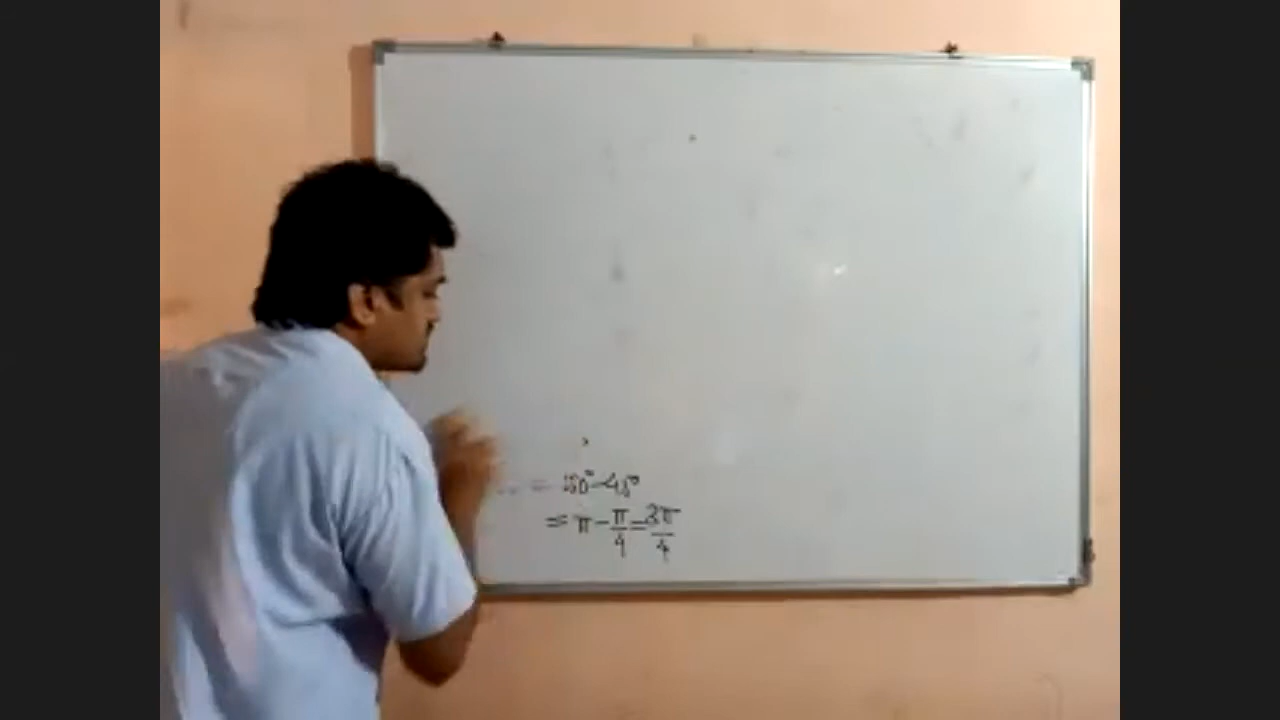 = 180°-45°
= π - π/4 = 3π/4